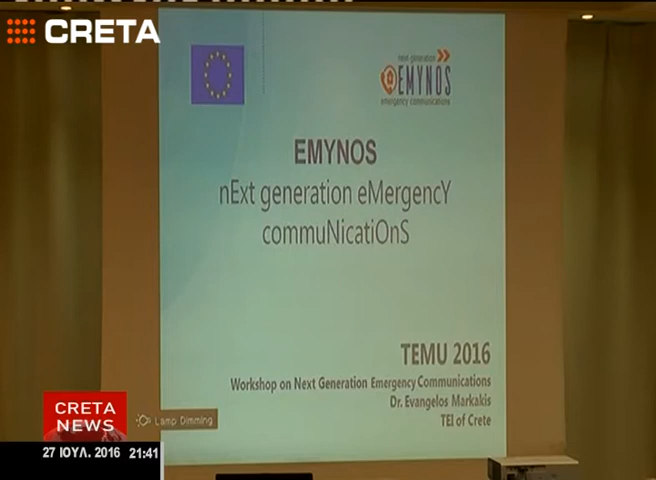 CRETA
next generation
EMYNOS
emergency communications
EMYNOS
nExt generation eMergencY
commuNicatiOnS
TEMU 2016
Workshop on Next Generation Emergency Communications
Dr. Evangelos Markakis
TEI of Crete
Lamp Dimming
CRETA
NEWS
27 ΙΟΥΛ. 2016 21:41